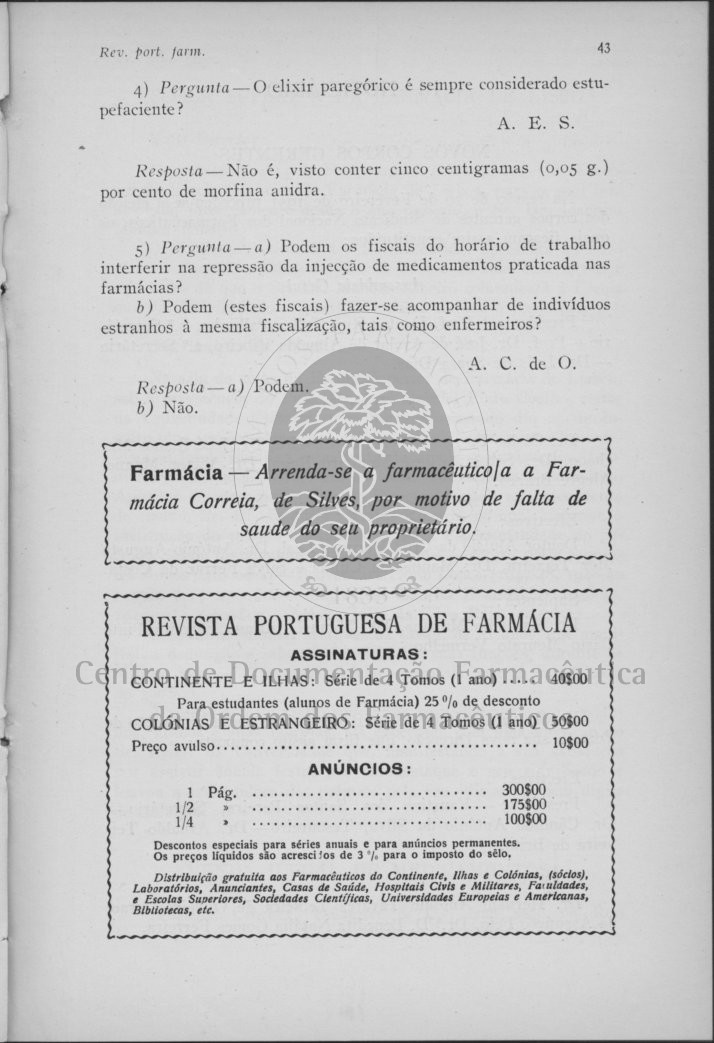 Rev. port. farm. 43
4) Pergunta — O elixir paregórico é sempre considerado estu-
pefaciente?
A. E. S.
Resposta — Não é, visto conter cinco centigramas (0,05 g.)
por cento de morfina anidra.
5) Pergunta — a) Podem os fiscais do horário de trabalho
interferir na repressão da injecção de medicamentos praticada nas
farmácias?
b) Podem (estes fiscais) fazer-se acompanhar de indivíduos
estranhos à mesma fiscalização, tais como enfermeiros?
A. C. de O.
Resposta — a) Podem.
b) Não.
Farmácia — Arrenda-se a farmacêutico/a a Far-
mácia Correia, de Silves, por motivo de falta de
saude do seu proprietário.
REVISTA PORTUGUESA DE FARMÁCIA
ASSINATURAS:
Centro de Documentação Farmacêutica
CONTINENTE E ILHAS: Série de 4 Tomos (1 ano) ..... 40$00
Para estudantes (alunos de Farmácia) 25 % de desconto
da Ordem dos Farmacêuticos
COLÓNIAS E ESTRANGEIRO: Série de 4 Tomos (1 ano) 50$00
Preço avulso............................................. 10$00
ANÚNCIOS:
1 Pág. ................................. 300$00
1/2 » ................................. 175$00
1/4 » ................................. 100$00
Descontos especiais para séries anuais e para anúncios permanentes.
Os preços líquidos são acrescidos de 3 % para o imposto do sêlo.
Distribuição gratuita aos Farmacêuticos do Continente, Ilhas e Colónias, (sócios),
Laboratórios, Anunciantes, Casas de Saúde, Hospitais Civis e Militares, Faculdades,
e Escolas Superiores, Sociedades Científicas, Universidades Europeias e Americanas,
Bibliotecas, etc.